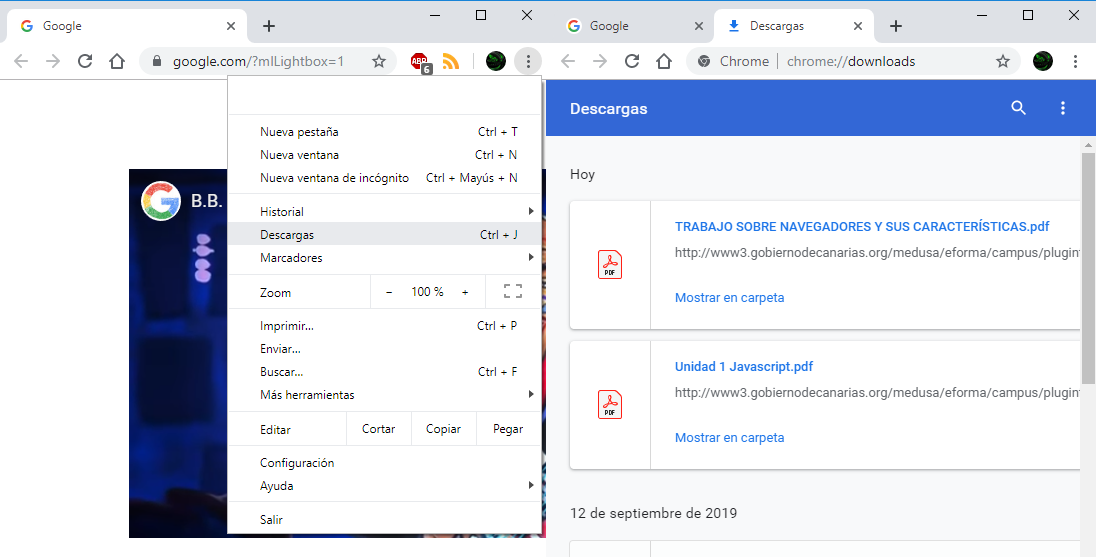 Google
google.com/?mlLightbox=1
ABP
6
B.B.
Nueva pestaña Ctrl + T
Nueva ventana Ctrl + N
Nueva ventana de incógnito Ctrl + Mayús + N
Historial
Descargas Ctrl + J
Marcadores
Zoom - 100 % +
Imprimir... Ctrl + P
Enviar...
Buscar... Ctrl + F
Más herramientas
Editar Cortar Copiar Pegar
Configuración
Ayuda
Salir
Google Descargas
Chrome | chrome://downloads
Descargas
Hoy
TRABAJO SOBRE NAVEGADORES Y SUS CARACTERÍSTICAS.pdf
http://www3.gobiernodecanarias.org/medusa/eforma/campus/plugint
PDF
Mostrar en carpeta
Unidad 1 Javascript.pdf
http://www3.gobiernodecanarias.org/medusa/eforma/campus/plugint
PDF
Mostrar en carpeta
12 de septiembre de 2019